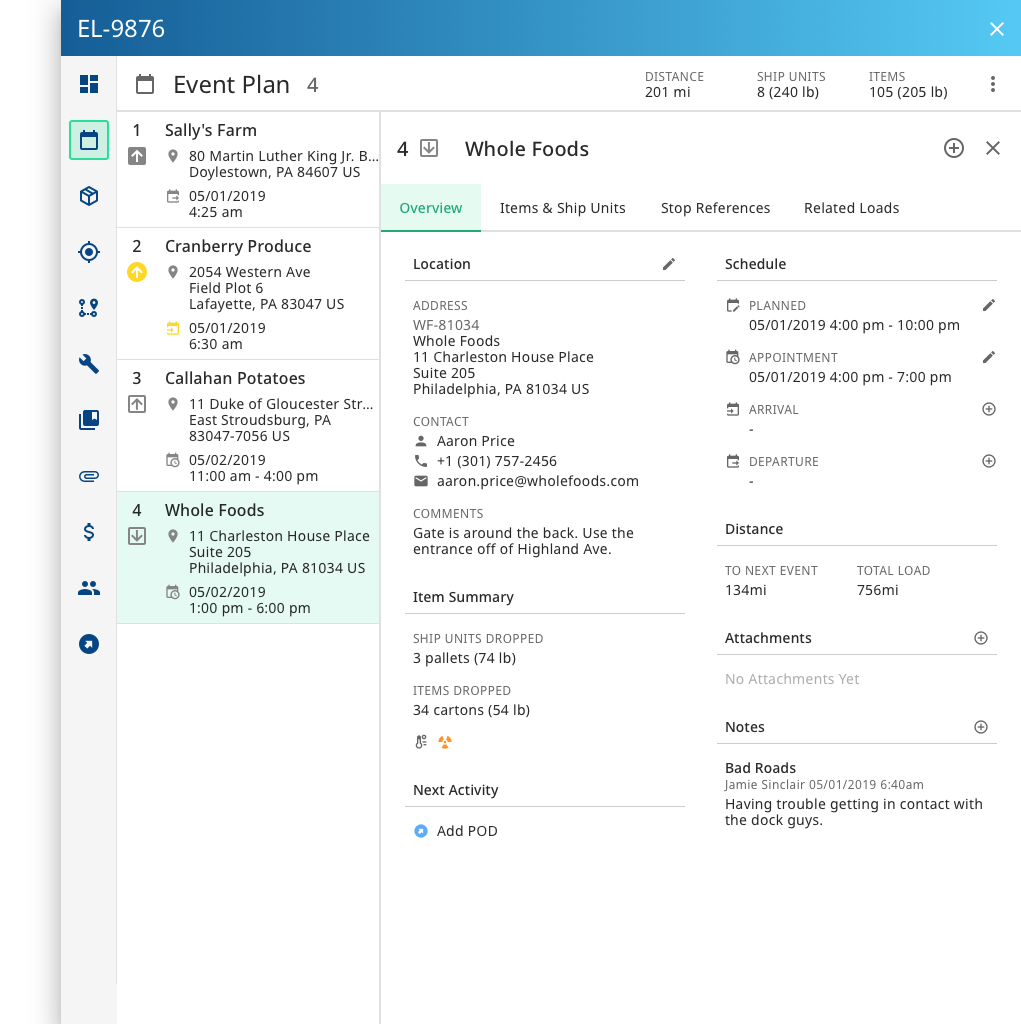 EL-9876
Event Plan 4
DISTANCE
201 mi
SHIP UNITS
8 (240 lb)
ITEMS
105 (205 lb)
1 Sally's Farm
80 Martin Luther King Jr. B...
Doylestown, PA 84607 US
05/01/2019
4:25 am
2 Cranberry Produce
2054 Western Ave
Field Plot 6
Lafayette, PA 83047 US
05/01/2019
6:30 am
3 Callahan Potatoes
11 Duke of Gloucester Str...
East Stroudsburg, PA
83047-7056 US
05/02/2019
11:00 am - 4:00 pm
4 Whole Foods
11 Charleston House Place
Suite 205
Philadelphia, PA 81034 US
05/02/2019
1:00 pm - 6:00 pm
4 Whole Foods
Overview Items & Ship Units Stop References Related Loads
Location
ADDRESS
WF-81034
Whole Foods
11 Charleston House Place
Suite 205
Philadelphia, PA 81034 US
CONTACT
Aaron Price
+1 (301) 757-2456
aaron.price@wholefoods.com
COMMENTS
Gate is around the back. Use the
entrance off of Highland Ave.
Item Summary
SHIP UNITS DROPPED
3 pallets (74 lb)
ITEMS DROPPED
34 cartons (54 lb)
Next Activity
Add POD
Schedule
PLANNED
05/01/2019 4:00 pm - 10:00 pm
APPOINTMENT
05/01/2019 4:00 pm - 7:00 pm
ARRIVAL
-
DEPARTURE
-
Distance
TO NEXT EVENT
134mi
TOTAL LOAD
756mi
Attachments
No Attachments Yet
Notes
Bad Roads
Jamie Sinclair 05/01/2019 6:40am
Having trouble getting in contact with
the dock guys.